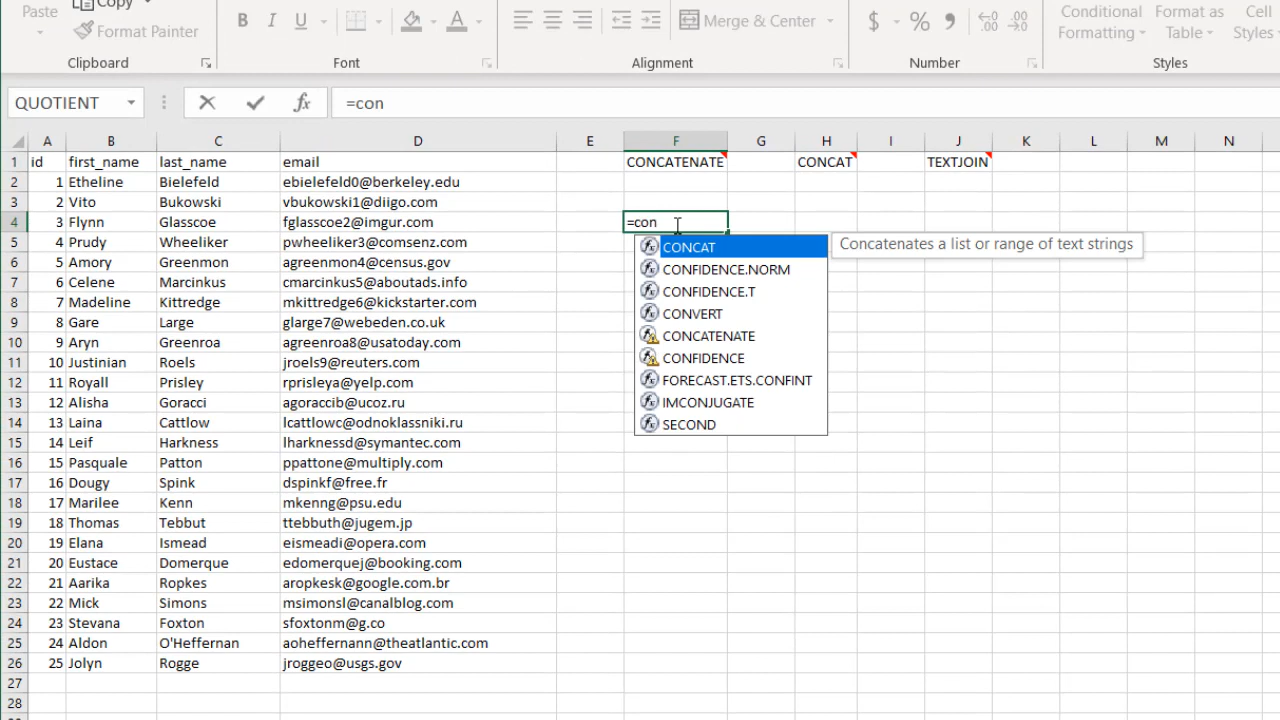 Paste Copy Conditional Format as Cell
Format Painter B I U A Merge & Center $ % Formatting Table Styles
Clipboard Font Alignment Number Styles
QUOTIENT fx =con
A B C D E F G H I J K L M N
1 id first_name last_name email CONCATENATE CONCAT TEXTJOIN
2 1 Etheline Bielefeld ebielefeld0@berkeley.edu
3 2 Vito Bukowski vbukowski1@diigo.com
4 3 Flynn Glasscoe fglasscoe2@imgur.com =con
5 4 Prudy Wheeliker pwheeliker3@comsenz.com CONCAT Concatenates a list or range of text strings
6 5 Amory Greenmon agreenmon4@census.gov CONFIDENCE.NORM
7 6 Celene Marcinkus cmarcinkus5@aboutads.info CONFIDENCE.T
8 7 Madeline Kittredge mkittredge6@kickstarter.com CONVERT
9 8 Gare Large glarge7@webeden.co.uk CONCATENATE
10 9 Aryn Greenroa agreenroa8@usatoday.com CONFIDENCE
11 10 Justinian Roels jroels9@reuters.com FORECAST.ETS.CONFINT
12 11 Royall Prisley rprisleya@yelp.com IMCONJUGATE
13 12 Alisha Goracci agoraccib@ucoz.ru SECOND
14 13 Laina Cattlow lcattlowc@odnoklassniki.ru
15 14 Leif Harkness lharknessd@symantec.com
16 15 Pasquale Patton ppattone@multiply.com
17 16 Dougy Spink dspinkf@free.fr
18 17 Marilee Kenn mkenng@psu.edu
19 18 Thomas Tebbut ttebbuth@jugem.jp
20 19 Elana Ismead eismeadi@opera.com
21 20 Eustace Domerque edomerquej@booking.com
22 21 Aarika Ropkes aropkesk@google.com.br
23 22 Mick Simons msimonsl@canalblog.com
24 23 Stevana Foxton sfoxtonm@g.co
25 24 Aldon O'Heffernan aoheffernann@theatlantic.com
26 25 Jolyn Rogge jroggeo@usgs.gov
27
28